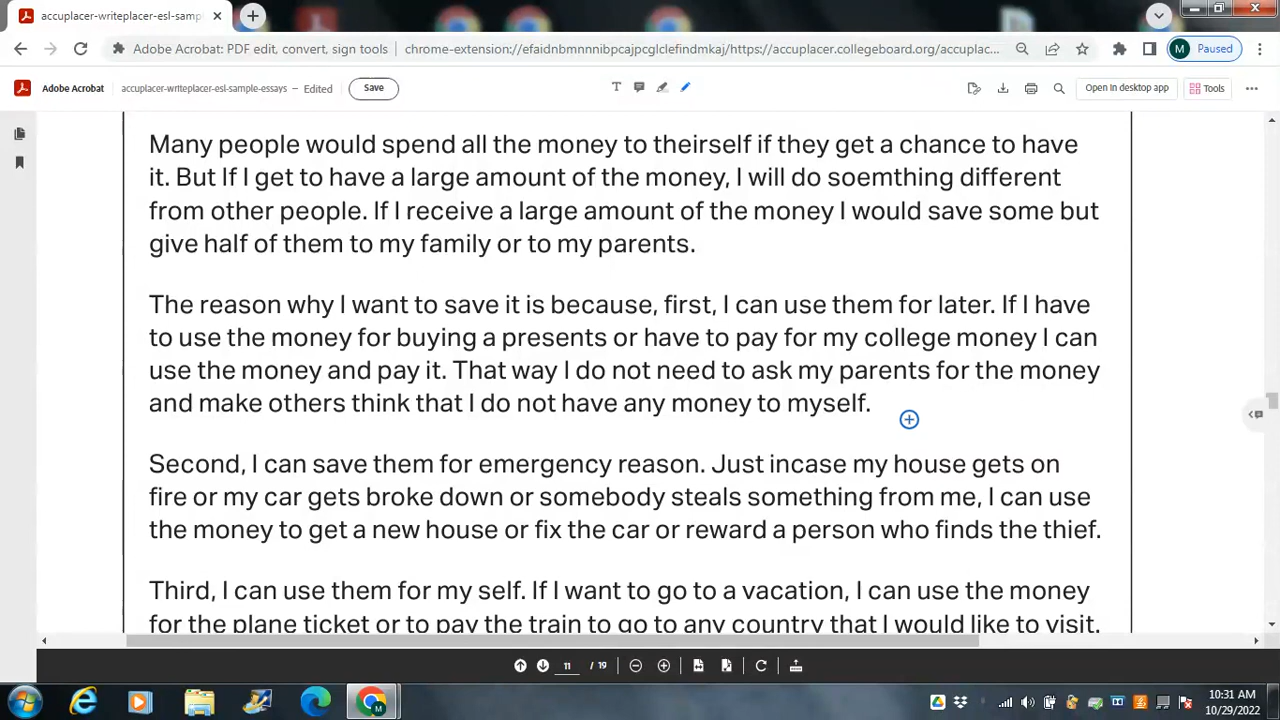 accuplacer-writeplacer-esl-samp
Adobe Acrobat: PDF edit, convert, sign tools
chrome-extension://efaidnbmnnnibpcajpcglclefindmkaj/https://accuplacer.collegeboard.org/accuplac...
M Paused
Adobe Acrobat
accuplacer-writeplacer-esl-sample-essays – Edited
Save
Open in desktop app
Tools
Many people would spend all the money to theirself if they get a chance to have
it. But If I get to have a large amount of the money, I will do soemthing different
from other people. If I receive a large amount of the money I would save some but
give half of them to my family or to my parents.
The reason why I want to save it is because, first, I can use them for later. If I have
to use the money for buying a presents or have to pay for my college money I can
use the money and pay it. That way I do not need to ask my parents for the money
and make others think that I do not have any money to myself.
Second, I can save them for emergency reason. Just incase my house gets on
fire or my car gets broke down or somebody steals something from me, I can use
the money to get a new house or fix the car or reward a person who finds the thief.
Third, I can use them for my self. If I want to go to a vacation, I can use the money
for the plane ticket or to pay the train to go to any country that I would like to visit.
11 / 19
10:31 AM
10/29/2022